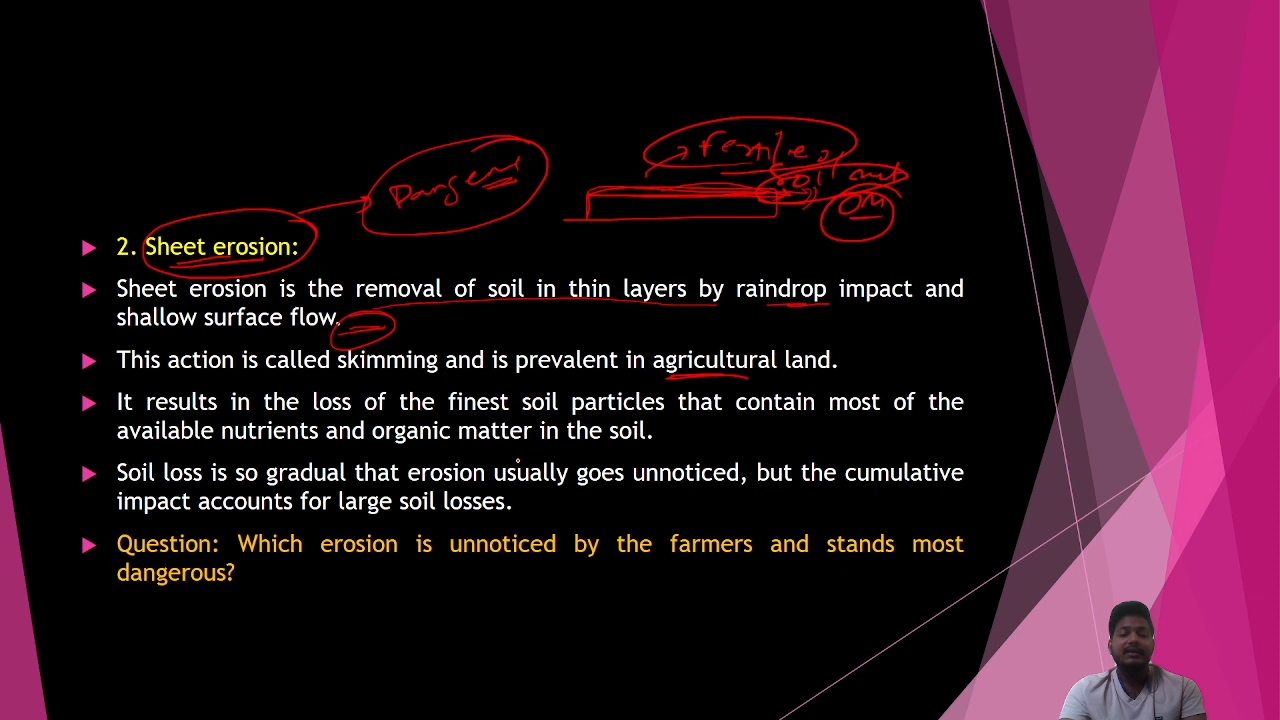 Fertile
soil and
OM
2. Sheet erosion:
Sheet erosion is the removal of soil in thin layers by raindrop impact and
shallow surface flow.
This action is called skimming and is prevalent in agricultural land.
It results in the loss of the finest soil particles that contain most of the
available nutrients and organic matter in the soil.
Soil loss is so gradual that erosion usually goes unnoticed, but the cumulative
impact accounts for large soil losses.
Question: Which erosion is unnoticed by the farmers and stands most
dangerous?